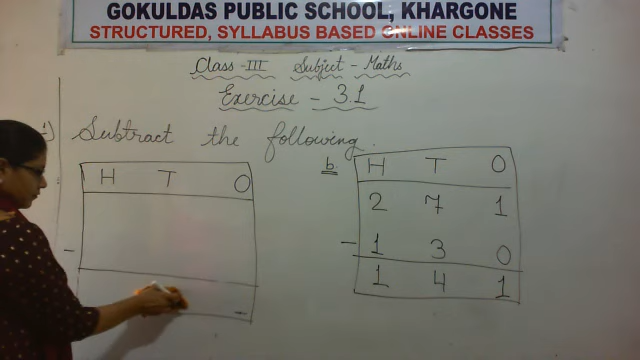 GOKULDAS PUBLIC SCHOOL, KHARGONE
STRUCTURED, SYLLABUS BASED ONLINE CLASSES
Class-III Subject - Maths
Exercise - 3.1
1) Subtract the following.
H T O
-
b.
H T O
2 7 1
- 1 3 0
1 4 1